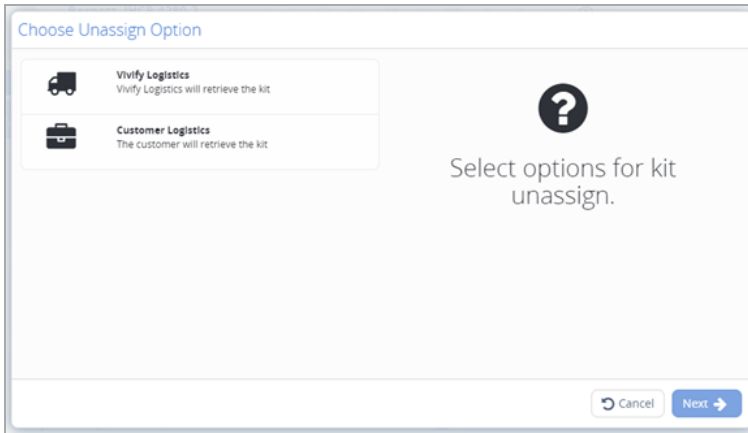 Choose Unassign Option
Vivify Logistics
Vivify Logistics will retrieve the kit
Customer Logistics
The customer will retrieve the kit
Select options for kit
unassign.
Cancel
Next